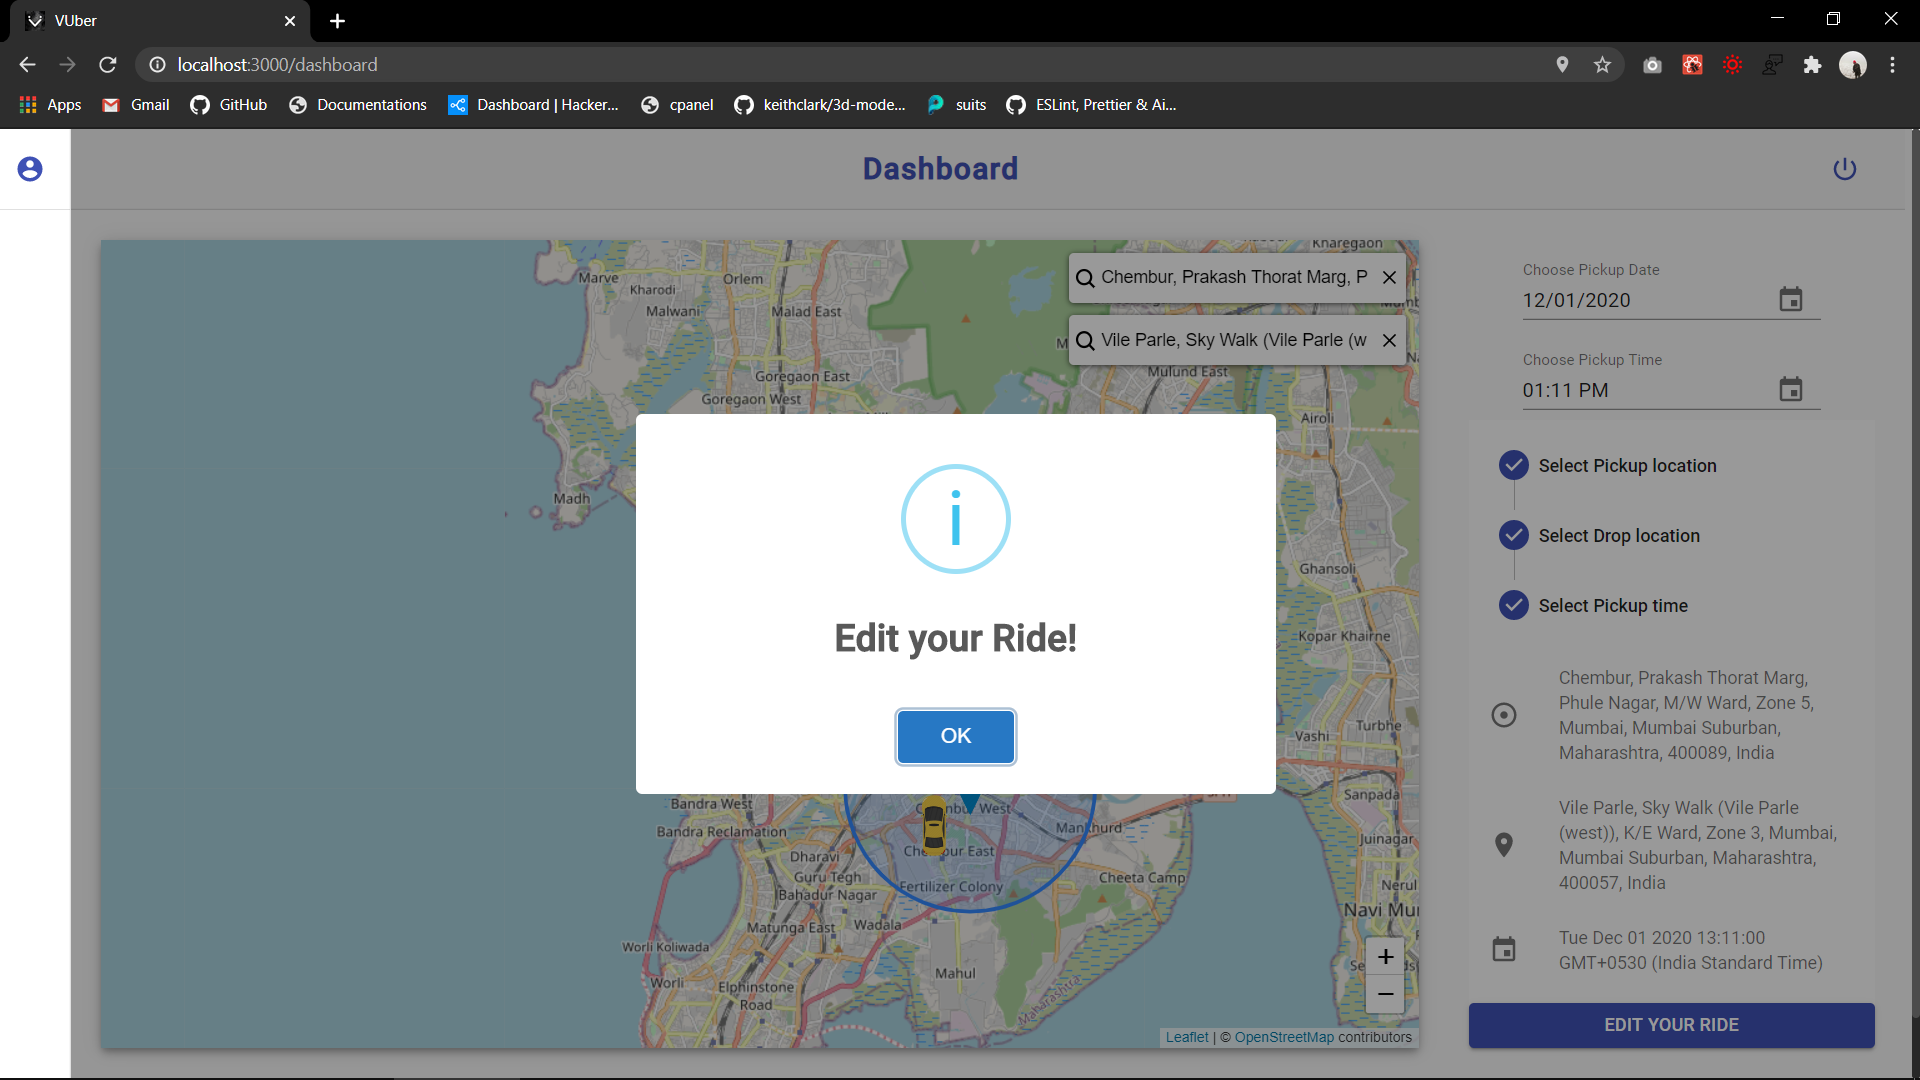 VUber
localhost:3000/dashboard
Apps
Gmail
GitHub
Documentations
Dashboard | Hacker...
cpanel
keithclark/3d-mode...
suits
ESLint, Prettier & Ai...
Dashboard
Marve
Kharodi
Malwani
Orlem
Malad East
Kharegaon
Chembur, Prakash Thorat Marg, P
Vile Parle, Sky Walk (Vile Parle (w
Mulund East
Goregaon East
Goregaon West
Airoli
Madh
Ghansoli
Kopar Khairne
Turbhe
Vashi
Sanpada
Juinagar
Nerul
Edit your Ride!
OK
Bandra West
Bandra Reclamation
Mankhurd
Dharavi
Guru Tegh
Bahadur Nagar
Fertilizer Colony
Cheeta Camp
Matunga East
Wadala
Worli Koliwada
Worli
Elphinstone
Road
Mahul
Maharashtra
+
−
Leaflet | © OpenStreetMap contributors
Choose Pickup Date
12/01/2020
Choose Pickup Time
01:11 PM
Select Pickup location
Select Drop location
Select Pickup time
Chembur, Prakash Thorat Marg,
Phule Nagar, M/W Ward, Zone 5,
Mumbai, Mumbai Suburban,
Maharashtra, 400089, India
Vile Parle, Sky Walk (Vile Parle
(west)), K/E Ward, Zone 3, Mumbai,
Mumbai Suburban, Maharashtra,
400057, India
Tue Dec 01 2020 13:11:00
GMT+0530 (India Standard Time)
EDIT YOUR RIDE